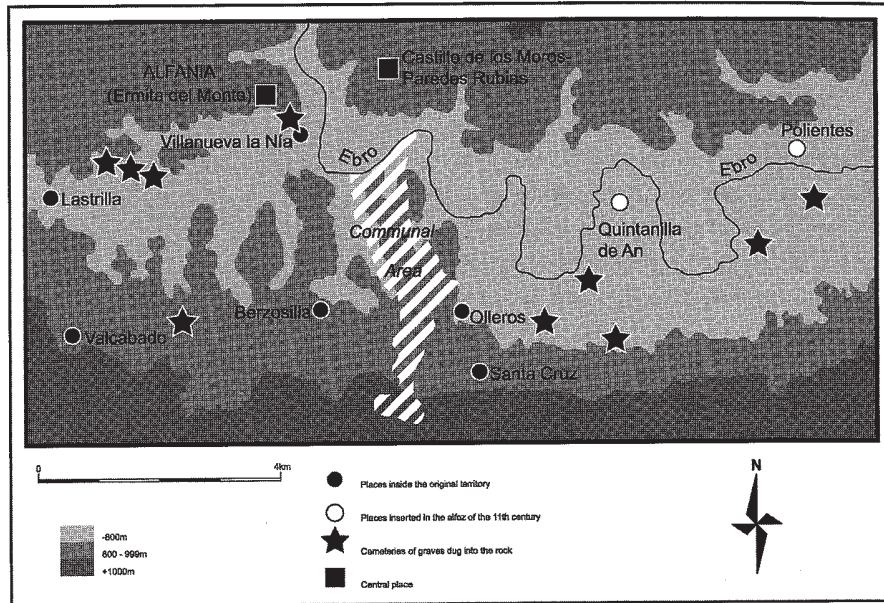 ALFANIA
(Ermita del Monte)
Castillo de los Moros-
Paredes Rubias
Villanueva la Nía
Polientes
Ebro
Ebro
Lastrilla
Quintanilla
de An
Communal
Area
Berzosilla
Olleros
Valcabado
Santa Cruz
0
4km
N
Places inside the original territory
Places inserted in the alfoz of the 11th century
Cemeteries of graves dug into the rock
Central place
-800m
800 - 999m
+1000m